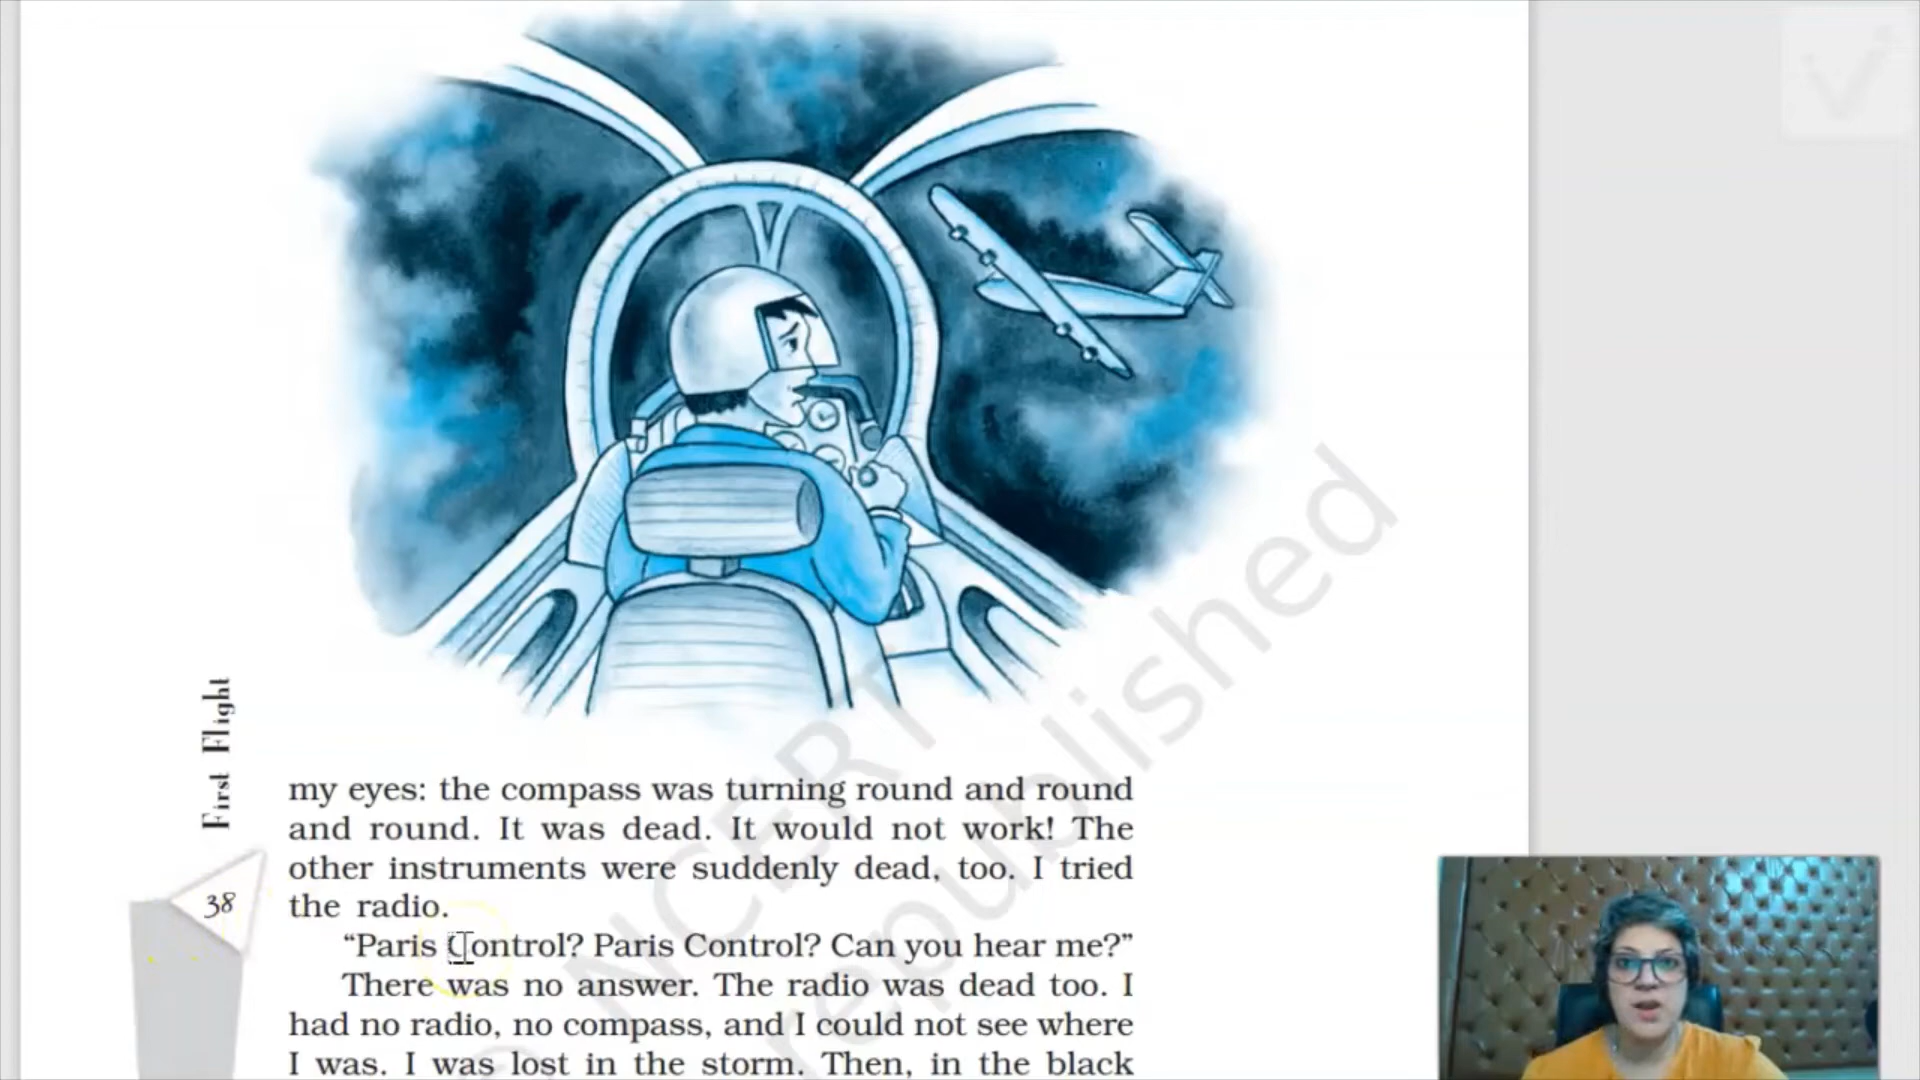 First Flight
38
my eyes: the compass was turning round and round
and round. It was dead. It would not work! The
other instruments were suddenly dead, too. I tried
the radio.
“Paris Control? Paris Control? Can you hear me?”
There was no answer. The radio was dead too. I
had no radio, no compass, and I could not see where
I was. I was lost in the storm. Then, in the black
NCERT
republished